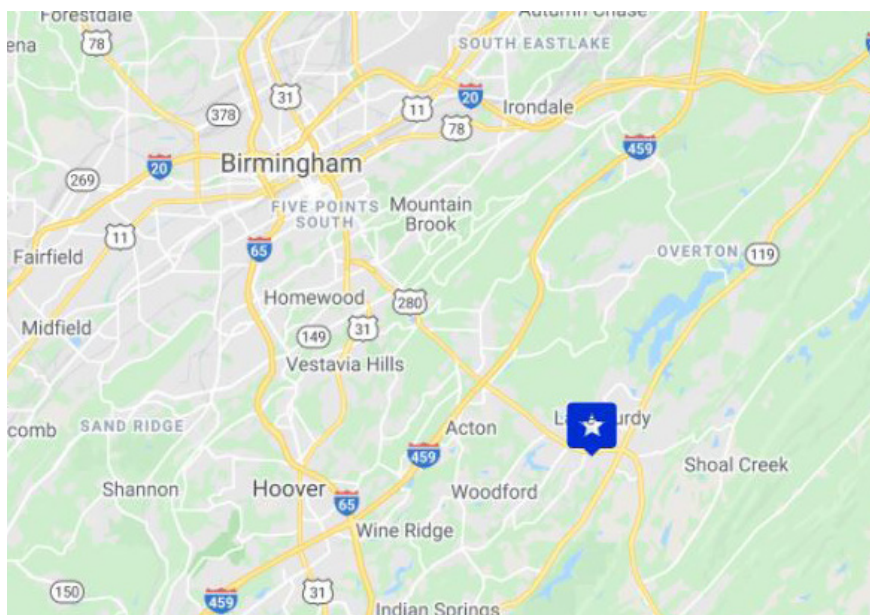 Forestdale
Autumn Chase
ena
78
SOUTH EASTLAKE
31
20
11
Irondale
378
78
459
Birmingham
20
269
FIVE POINTS
SOUTH
Mountain
Brook
11
65
OVERTON
119
Fairfield
Homewood
280
Midfield
149
31
Vestavia Hills
SAND RIDGE
comb
Acton
459
Shoal Creek
Shannon
Hoover
Woodford
65
Wine Ridge
150
459
31
Indian Springs